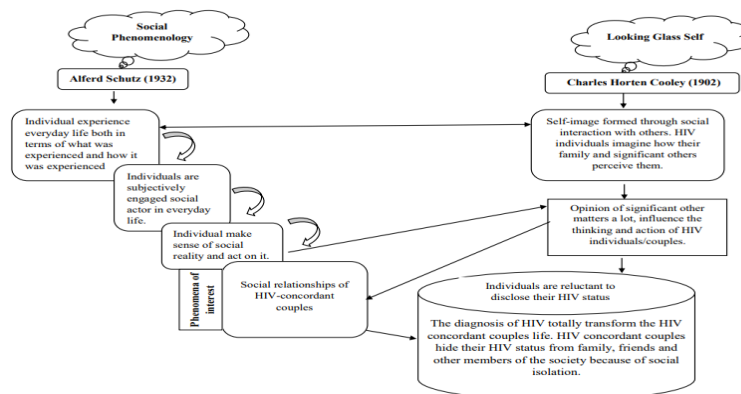 Social
Phenomenology
Alferd Schutz (1932)
Individual experience
everyday life both in
terms of what was
experienced and how it
was experienced
Individuals are
subjectively
engaged social
actor in everyday
life.
Individual make
sense of social
reality and act on it.
Phenomena of
interest
Social relationships of
HIV-concordant
couples
Looking Glass Self
Charles Horten Cooley (1902)
Self-image formed through social
interaction with others. HIV
individuals imagine how their
family and significant others
perceive them.
Opinion of significant other
matters a lot, influence the
thinking and action of HIV
individuals/couples.
Individuals are reluctant to
disclose their HIV status
The diagnosis of HIV totally transform the HIV
concordant couples life. HIV concordant couples
hide their HIV status from family, friends and
other members of the society because of social
isolation.